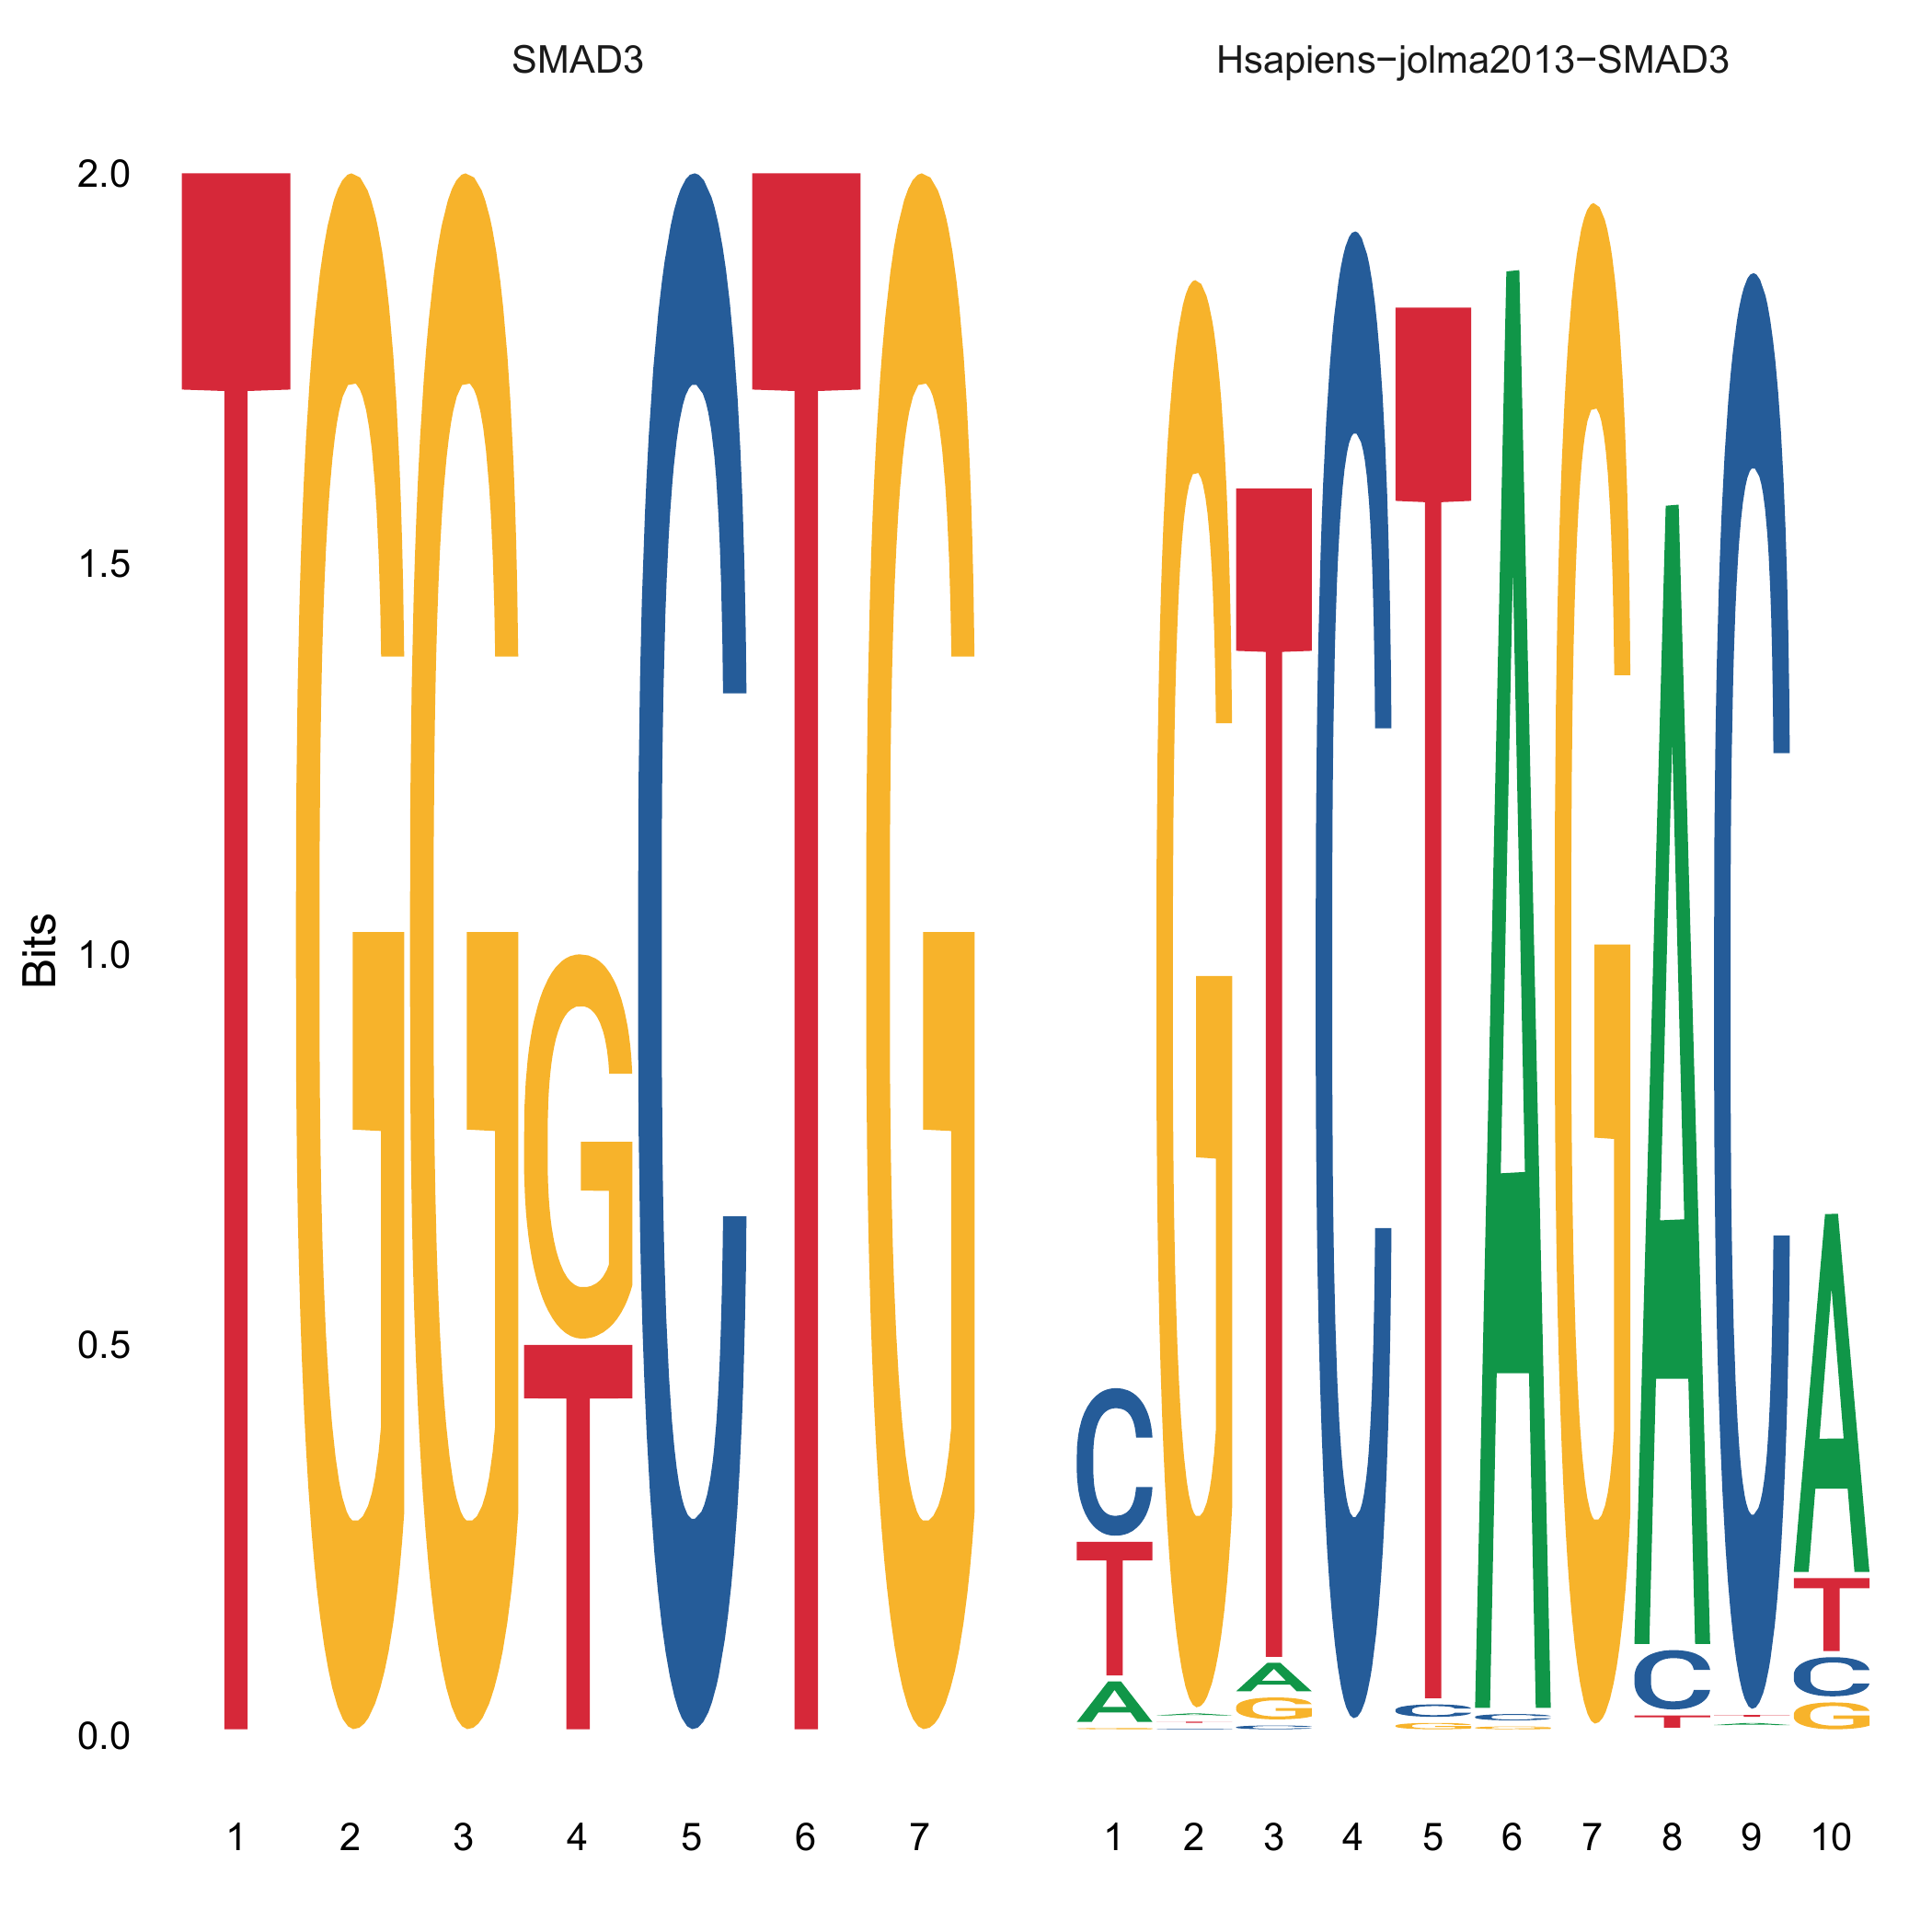 SMAD3 Hsapiens−jolma2013−SMAD3
2.0
1.5
1.0
0.5
0.0
Bits
T G G G C T G
T
C G T C T A G A C A
T A C C T
A G T C
G C G G G
1 2 3 4 5 6 7 1 2 3 4 5 6 7 8 9 10